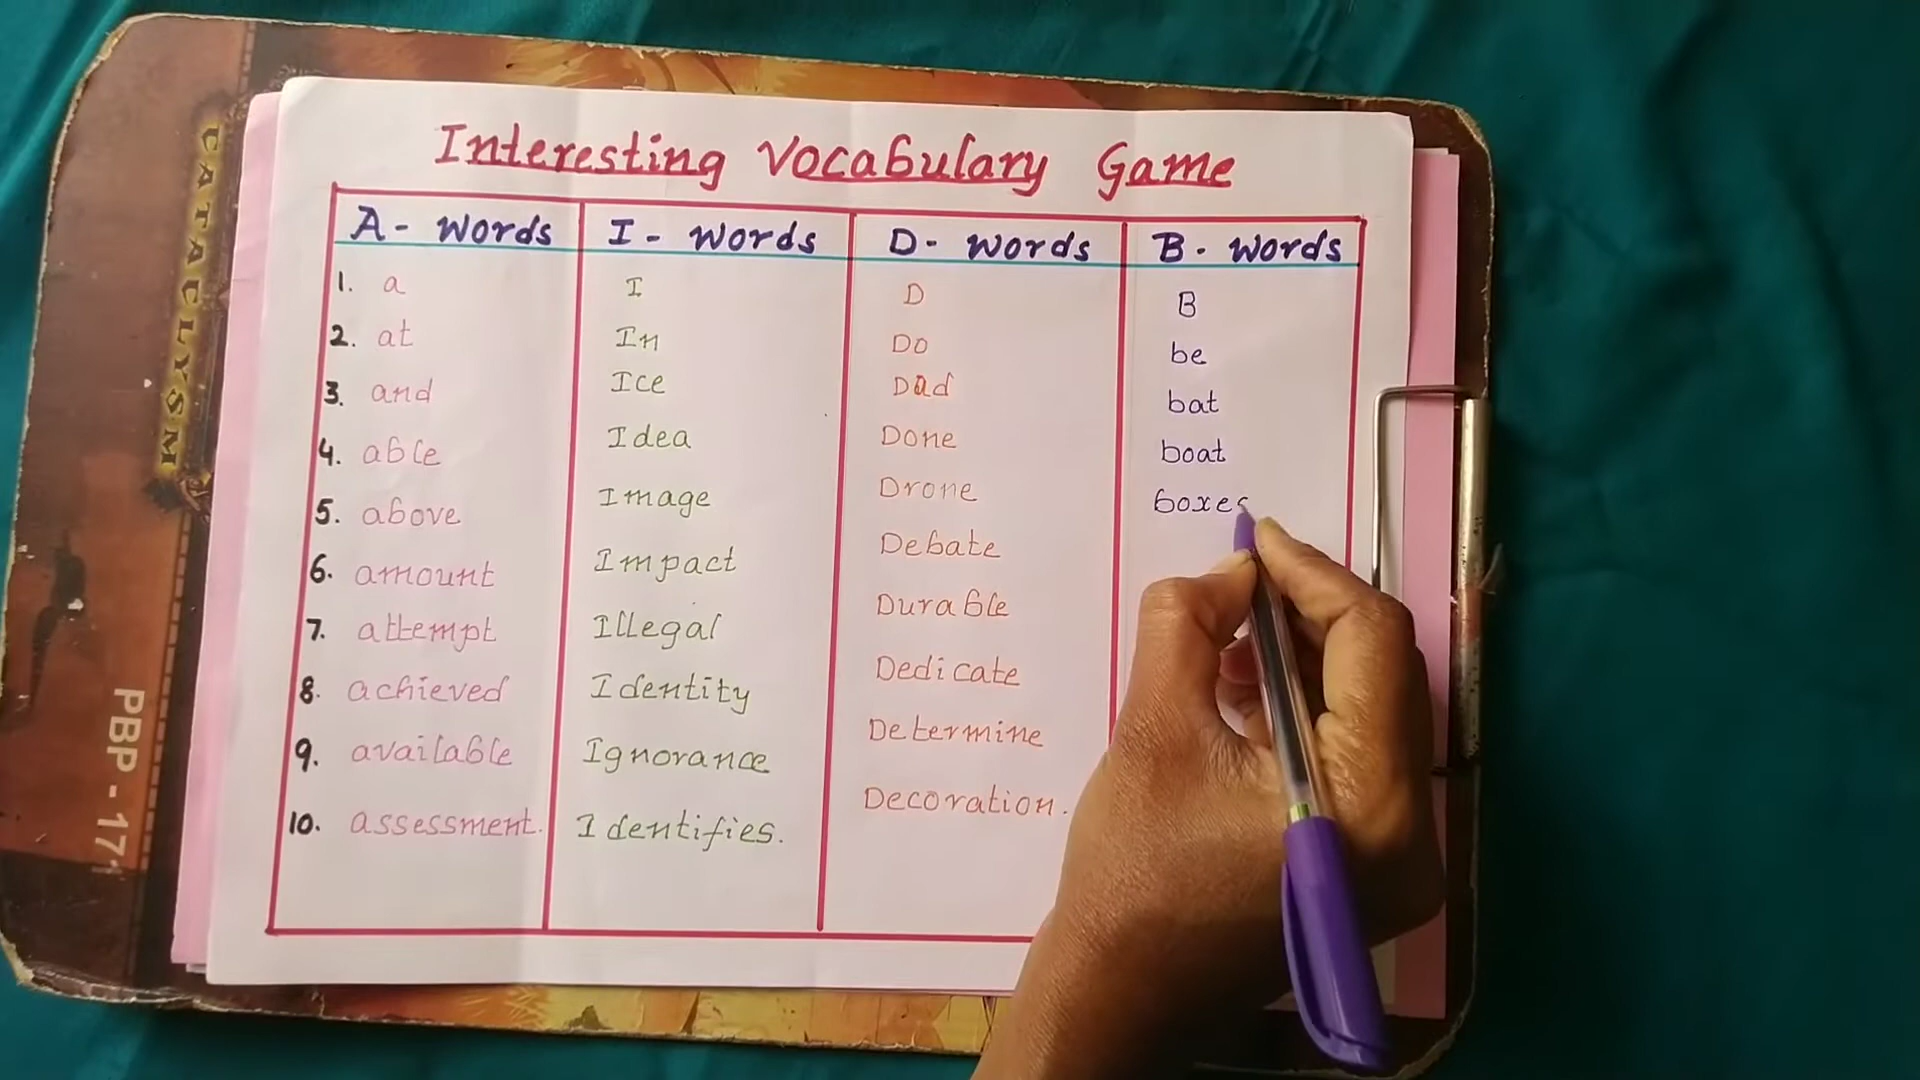 Interesting Vocabulary Game
A - Words I - Words D - Words B - Words
1. a I D B
2. at In Do be
3. and Ice Dad bat
4. able Idea Done boat
5. above Image Drone boxes
6. amount Impact Debate
7. attempt Illegal Durable
8. achieved Identity Dedicate
9. available Ignorance Determine
10. assessment. Identifies. Decoration.
CATACLYSM
PBP - 171